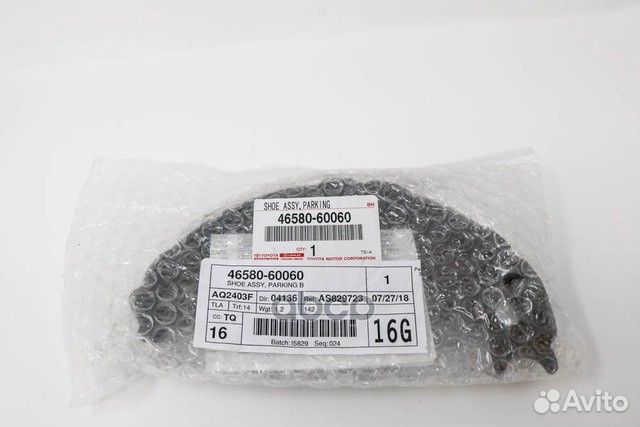 SHOE ASSY, PARKING
BH
46580-60060
QTY:
1
TOYOTA MOTOR CORPORATION
46580-60060
SHOE ASSY, PARKING B
1
AQ2403F Dir: 04136 Rel: AS829723 07/27/18
TLA Trf:14 Wgt: 1.2 142
CC: TQ
16
16G
Batch: I5829 Seq: 024
Avito